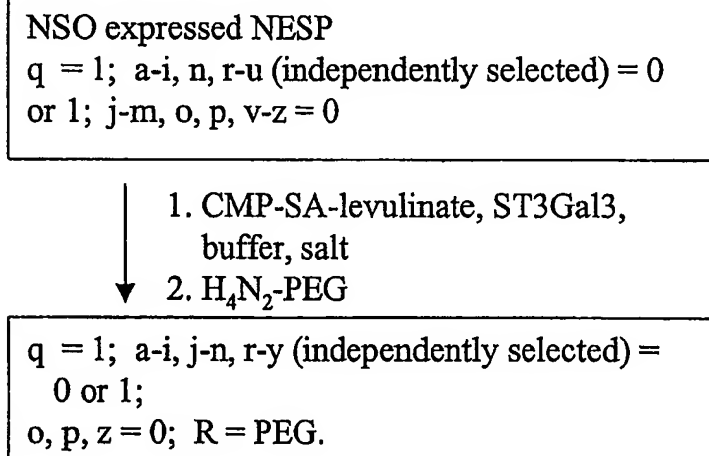 NSO expressed NESP
q = 1; a-i, n, r-u (independently selected) = 0
or 1; j-m, o, p, v-z = 0
1. CMP-SA-levulinate, ST3Gal3,
buffer, salt
2. H₄N₂-PEG
q = 1; a-i, j-n, r-y (independently selected) =
0 or 1;
o, p, z = 0; R = PEG.